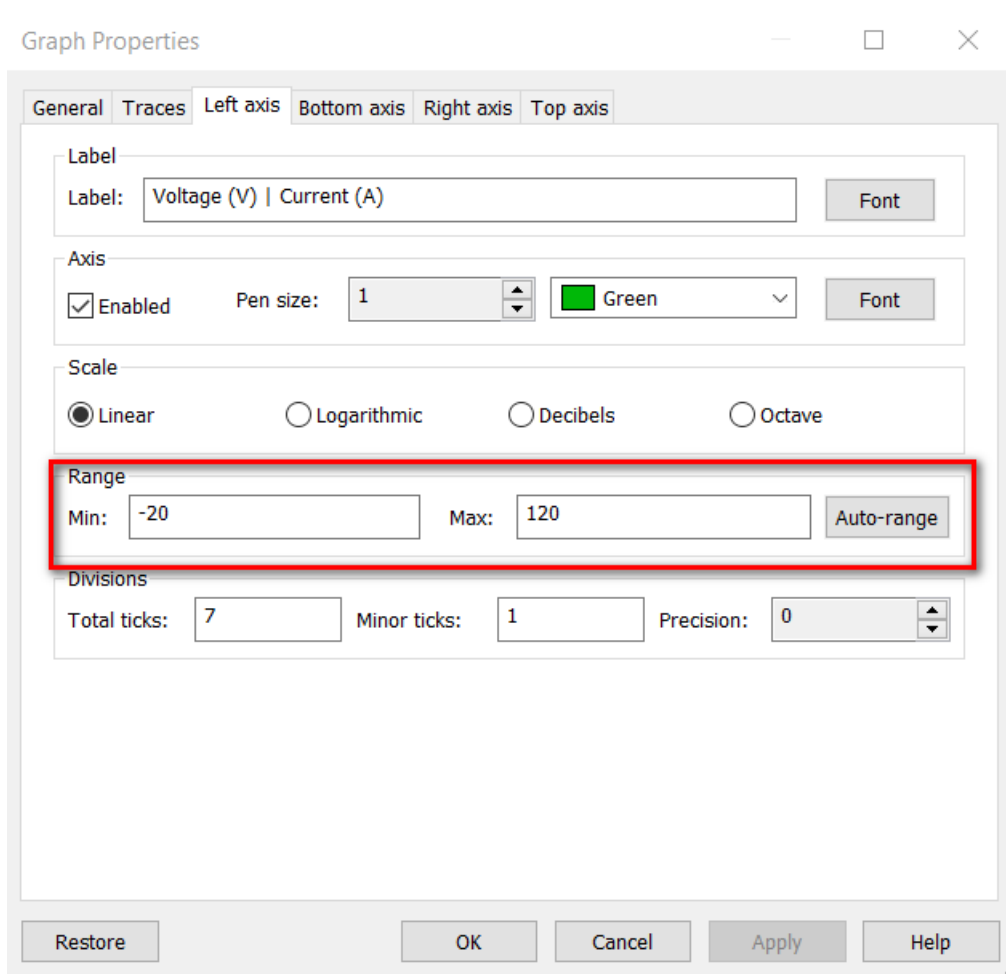 Graph Properties
General Traces Left axis Bottom axis Right axis Top axis
Label
Label: Voltage (V) | Current (A) Font
Axis
Enabled Pen size: 1 Green Font
Scale
Linear Logarithmic Decibels Octave
Range
Min: -20 Max: 120 Auto-range
Divisions
Total ticks: 7 Minor ticks: 1 Precision: 0
Restore OK Cancel Apply Help